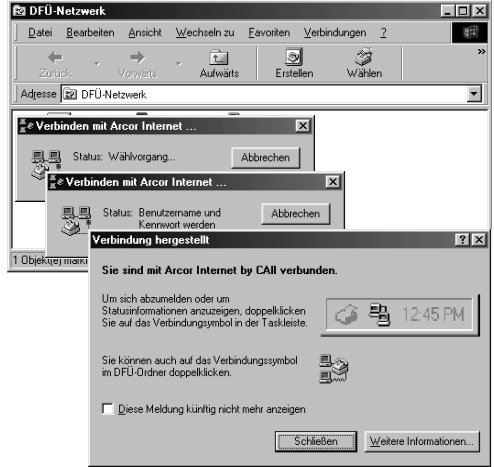 DFÜ-Netzwerk
Datei Bearbeiten Ansicht Wechseln zu Favoriten Verbindungen ?
Zurück Vorwärts Aufwärts Erstellen Wählen »
Adresse DFÜ-Netzwerk
Verbinden mit Arcor Internet ...
Status: Wählvorgang... Abbrechen
Verbinden mit Arcor Internet ...
Status: Benutzername und Abbrechen
Kennwort werden
1 Objekt(e) marki
Verbindung hergestellt
Sie sind mit Arcor Internet by CAll verbunden.
Um sich abzumelden oder um
Statusinformationen anzuzeigen, doppelklicken
Sie auf das Verbindungsymbol in der Taskleiste.
12:45 PM
Sie können auch auf das Verbindungssymbol
im DFÜ-Ordner doppelklicken.
Diese Meldung künftig nicht mehr anzeigen
Schließen Weitere Informationen...